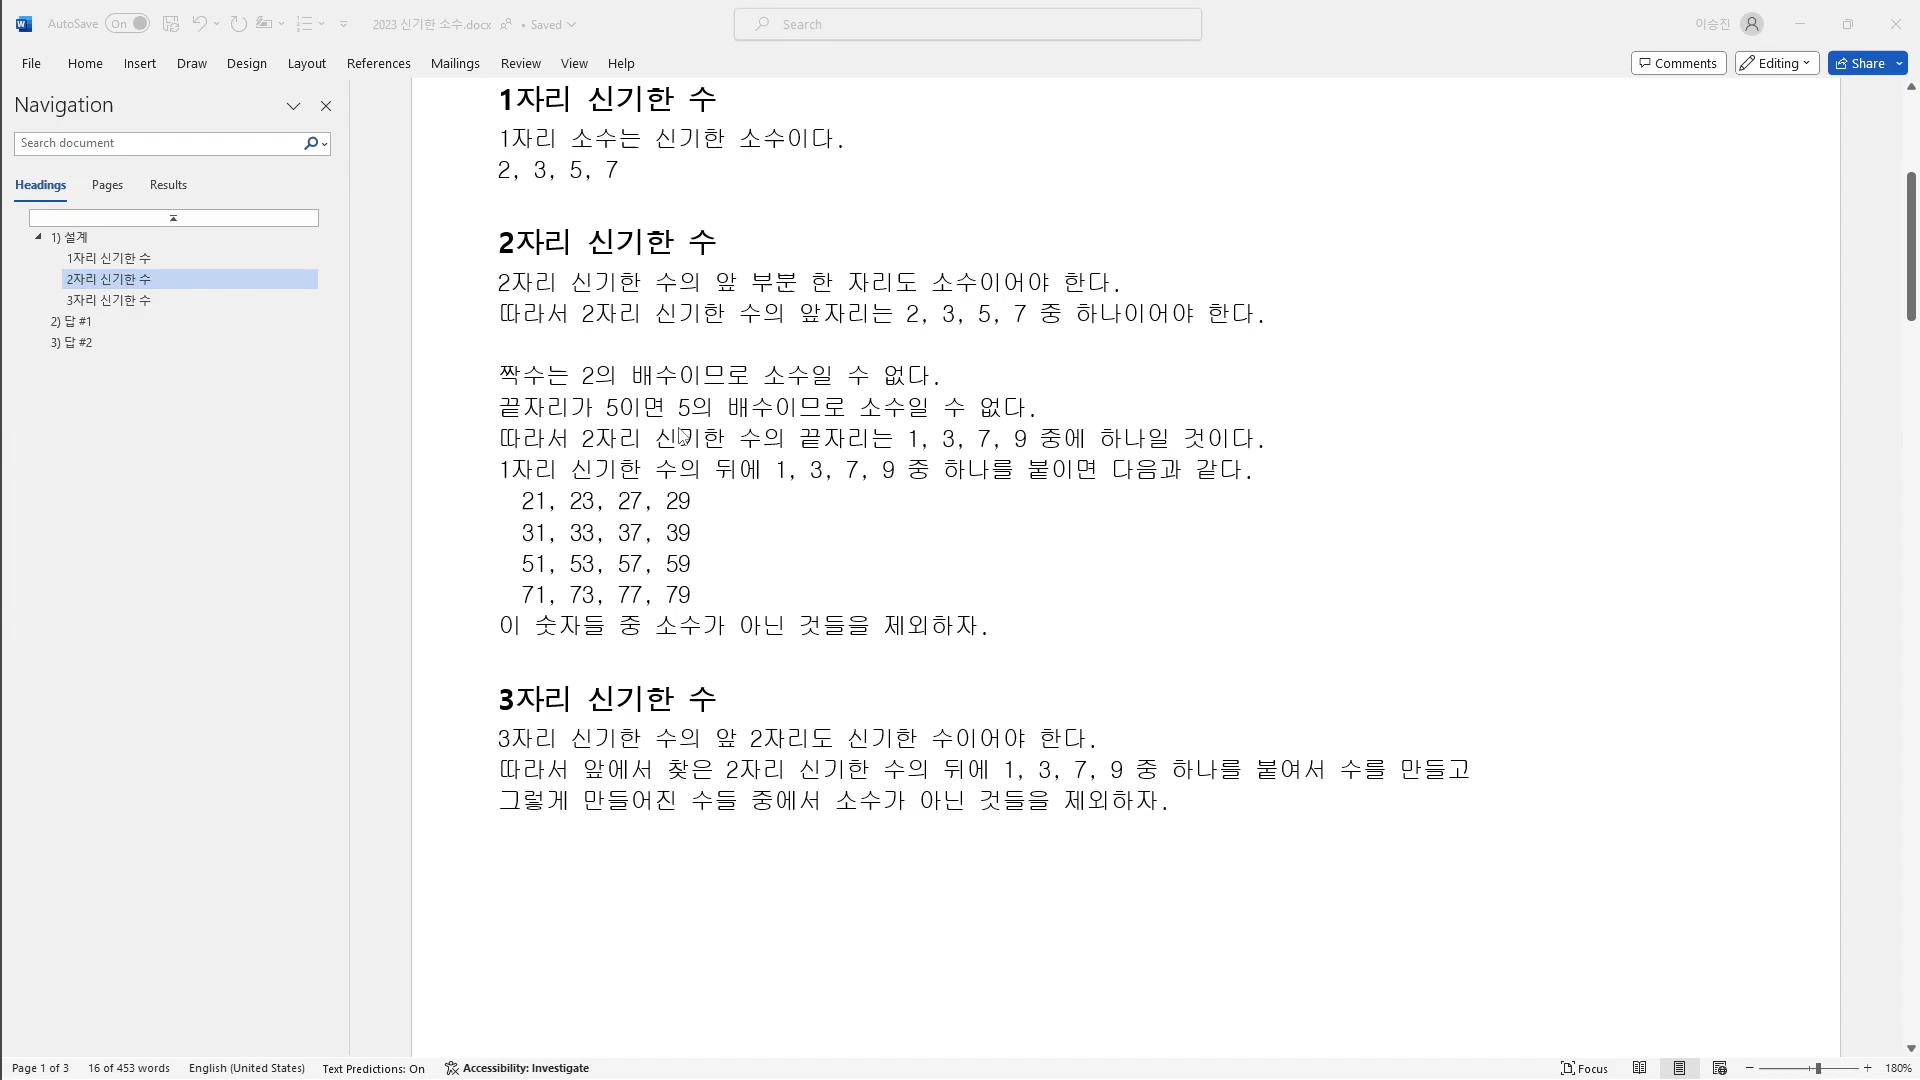 AutoSave On 2023 신기한 소수.docx • Saved Search 이승진
File Home Insert Draw Design Layout References Mailings Review View Help Comments Editing Share
Navigation
Search document
Headings Pages Results
1) 설계
1자리 신기한 수
2자리 신기한 수
3자리 신기한 수
2) 답 #1
3) 답 #2
1자리 신기한 수
1자리 소수는 신기한 소수이다.
2, 3, 5, 7
2자리 신기한 수
2자리 신기한 수의 앞 부분 한 자리도 소수이어야 한다.
따라서 2자리 신기한 수의 앞자리는 2, 3, 5, 7 중 하나이어야 한다.
짝수는 2의 배수이므로 소수일 수 없다.
끝자리가 5이면 5의 배수이므로 소수일 수 없다.
따라서 2자리 신기한 수의 끝자리는 1, 3, 7, 9 중에 하나일 것이다.
1자리 신기한 수의 뒤에 1, 3, 7, 9 중 하나를 붙이면 다음과 같다.
21, 23, 27, 29
31, 33, 37, 39
51, 53, 57, 59
71, 73, 77, 79
이 숫자들 중 소수가 아닌 것들을 제외하자.
3자리 신기한 수
3자리 신기한 수의 앞 2자리도 신기한 수이어야 한다.
따라서 앞에서 찾은 2자리 신기한 수의 뒤에 1, 3, 7, 9 중 하나를 붙여서 수를 만들고
그렇게 만들어진 수들 중에서 소수가 아닌 것들을 제외하자.
Page 1 of 3 16 of 453 words English (United States) Text Predictions: On Accessibility: Investigate Focus 180%